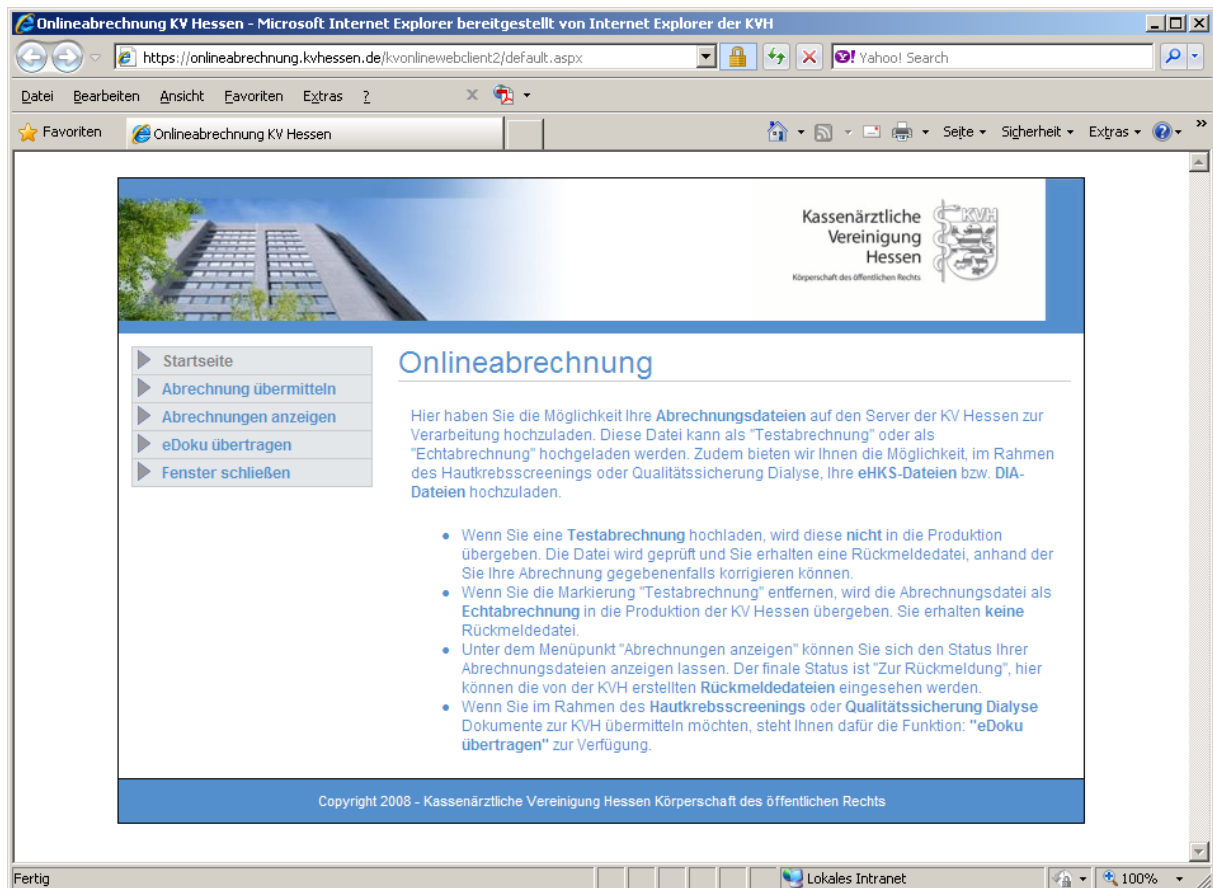 Onlineabrechnung KV Hessen - Microsoft Internet Explorer bereitgestellt von Internet Explorer der KVH
https://onlineabrechnung.kvhessen.de/kvonlinewebclient2/default.aspx
Yahoo! Search
Datei Bearbeiten Ansicht Favoriten Extras ?
Favoriten
Onlineabrechnung KV Hessen
Seite
Sicherheit
Extras
Kassenärztliche
Vereinigung
Hessen
Körperschaft des öffentlichen Rechts
KVH
Startseite
Abrechnung übermitteln
Abrechnungen anzeigen
eDoku übertragen
Fenster schließen
Onlineabrechnung
Hier haben Sie die Möglichkeit Ihre Abrechnungsdateien auf den Server der KV Hessen zur
Verarbeitung hochzuladen. Diese Datei kann als "Testabrechnung" oder als
"Echtabrechnung" hochgeladen werden. Zudem bieten wir Ihnen die Möglichkeit, im Rahmen
des Hautkrebsscreenings oder Qualitätssicherung Dialyse, Ihre eHKS-Dateien bzw. DIA-
Dateien hochzuladen.
• Wenn Sie eine Testabrechnung hochladen, wird diese nicht in die Produktion
übergeben. Die Datei wird geprüft und Sie erhalten eine Rückmeldedatei, anhand der
Sie Ihre Abrechnung gegebenenfalls korrigieren können.
• Wenn Sie die Markierung "Testabrechnung" entfernen, wird die Abrechnungsdatei als
Echtabrechnung in die Produktion der KV Hessen übergeben. Sie erhalten keine
Rückmeldedatei.
• Unter dem Menüpunkt "Abrechnungen anzeigen" können Sie sich den Status Ihrer
Abrechnungsdateien anzeigen lassen. Der finale Status ist "Zur Rückmeldung", hier
können die von der KVH erstellten Rückmeldedateien eingesehen werden.
• Wenn Sie im Rahmen des Hautkrebsscreenings oder Qualitätssicherung Dialyse
Dokumente zur KVH übermitteln möchten, steht Ihnen dafür die Funktion: "eDoku
übertragen" zur Verfügung.
Copyright 2008 - Kassenärztliche Vereinigung Hessen Körperschaft des öffentlichen Rechts
Fertig
Lokales Intranet
100%